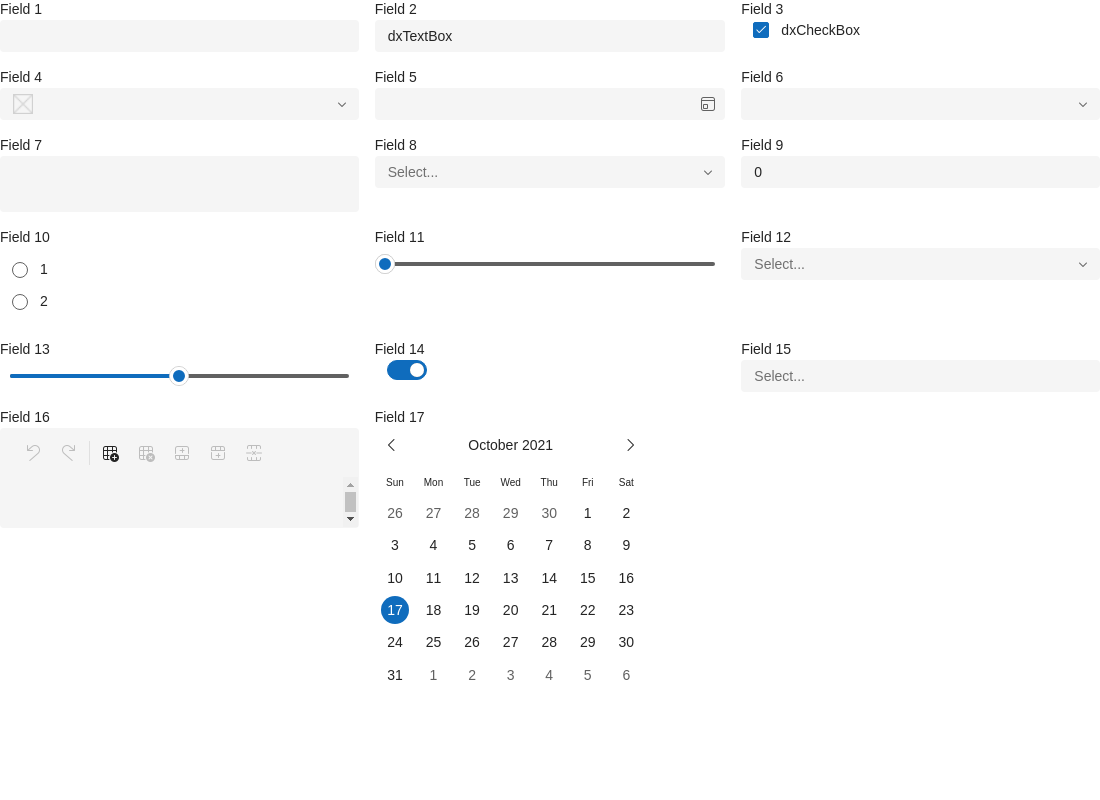 Field 1
Field 2
dxTextBox
Field 3
dxCheckBox
Field 4
Field 5
Field 6
Field 7
Field 8
Select...
Field 9
0
Field 10
1
2
Field 11
Field 12
Select...
Field 13
Field 14
Field 15
Select...
Field 16
Field 17
October 2021
Sun Mon Tue Wed Thu Fri Sat
26 27 28 29 30 1 2
3 4 5 6 7 8 9
10 11 12 13 14 15 16
17 18 19 20 21 22 23
24 25 26 27 28 29 30
31 1 2 3 4 5 6